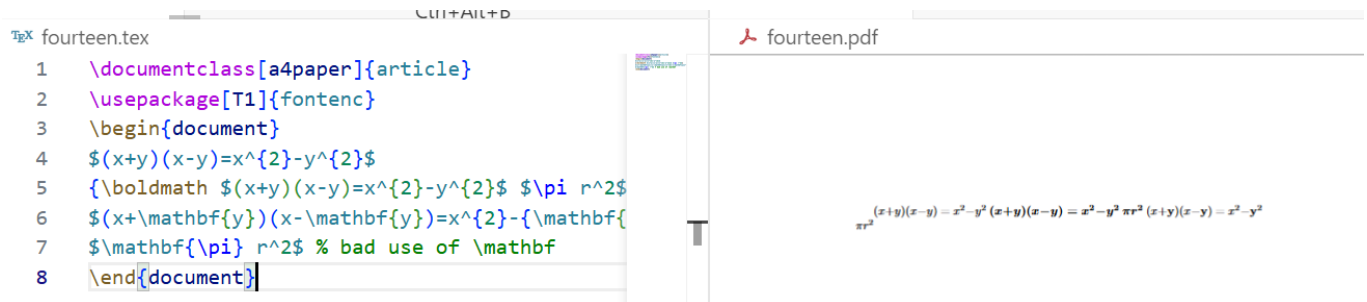 Ctrl+Alt+B
TEX fourteen.tex
1 \documentclass[a4paper]{article}
2 \usepackage[T1]{fontenc}
3 \begin{document}
4 $(x+y)(x-y)=x^{2}-y^{2}$
5 {\boldmath $(x+y)(x-y)=x^{2}-y^{2}$ $\pi r^2$
6 $(x+\mathbf{y})(x-\mathbf{y})=x^{2}-{\mathbf{
7 $\mathbf{\pi} r^2$ % bad use of \mathbf
8 \end{document}
fourteen.pdf
(x+y)(x−y) = x²−y² (x+y)(x−y) = x²−y² πr² (x+y)(x−y) = x²−y²
πr²